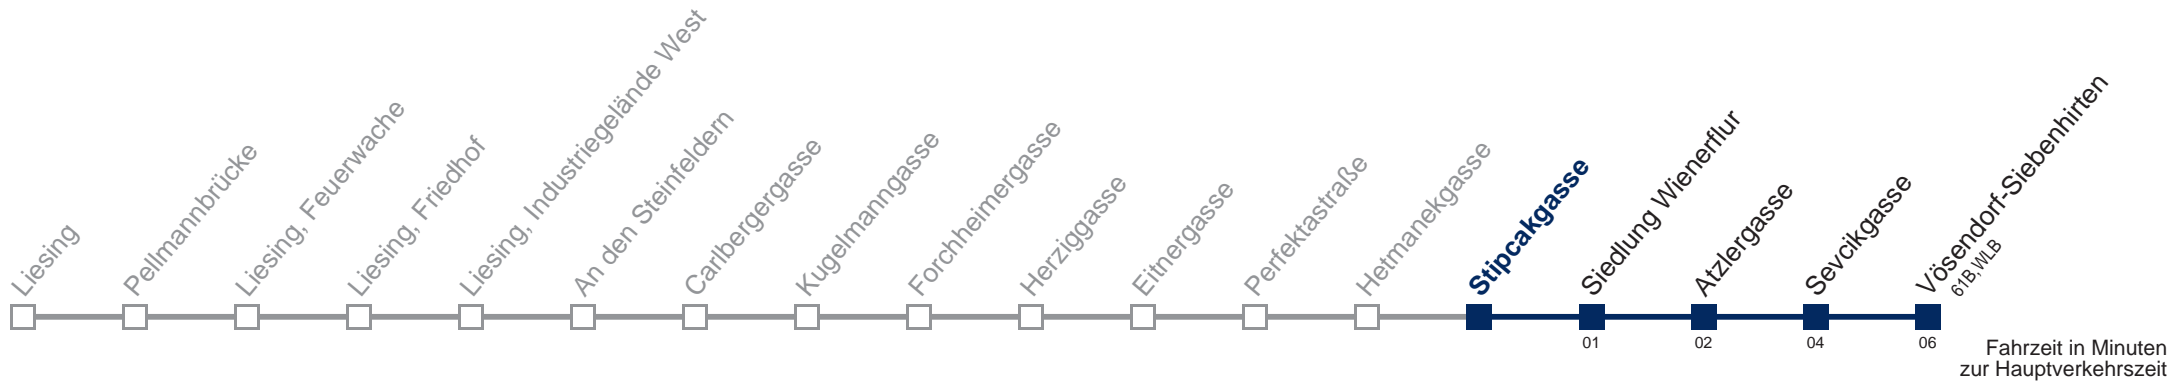 Liesing
Pellmannbrücke
Liesing, Feuerwache
Liesing, Friedhof
Liesing, Industriegelände West
An den Steinfeldern
Carlbergergasse
Kugelmanngasse
Forchheimergasse
Herziggasse
Eitnergasse
Perfektastraße
Hetmanekgasse
Stipcakgasse
Siedlung Wienerflur
Atzlergasse
Sevcikgasse
Vösendorf-Siebenhirten
61B, WLB
01
02
04
06
Fahrzeit in Minuten
zur Hauptverkehrszeit